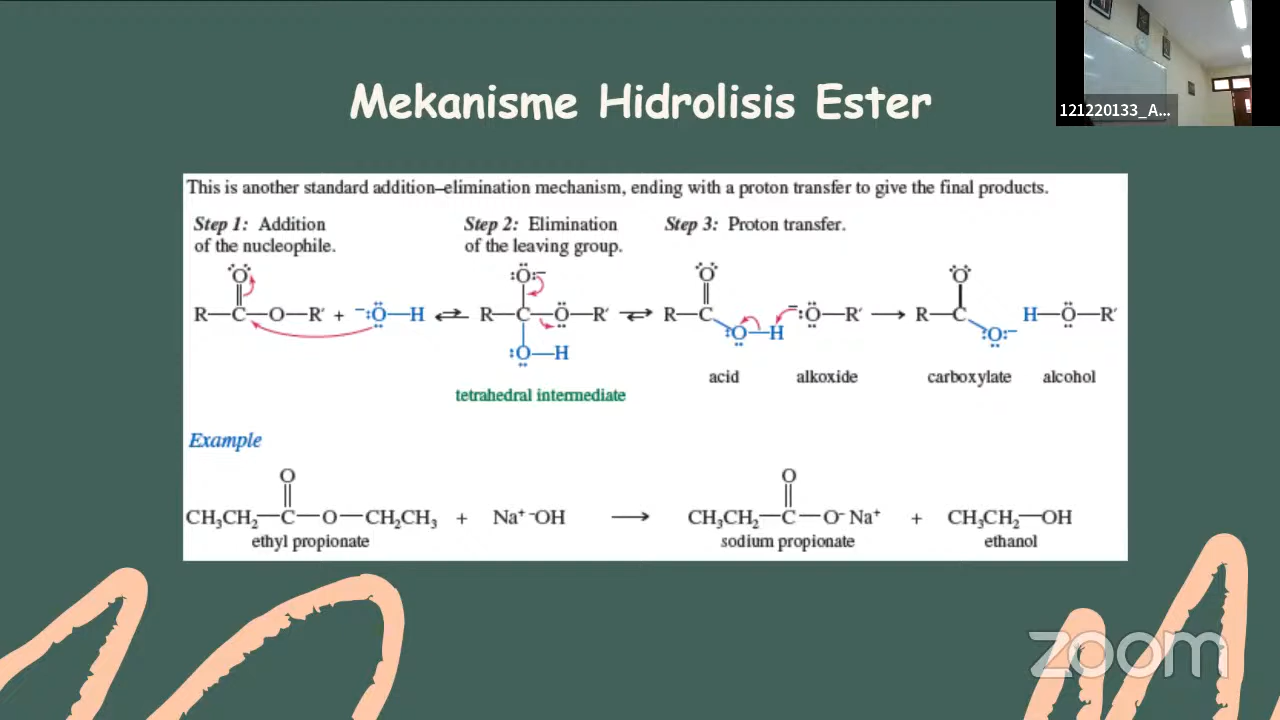 121220133_A...
Mekanisme Hidrolisis Ester
This is another standard addition–elimination mechanism, ending with a proton transfer to give the final products.
Step 1: Addition
of the nucleophile.
Step 2: Elimination
of the leaving group.
Step 3: Proton transfer.
R—C—O—R′ + ⁻:Ö—H ⇌ R—C—Ö—R′ ⇌ R—C Ö—H ⁻:Ö—R′ → R—C :Ö:⁻ H—Ö—R′
:Ö—H
acid alkoxide carboxylate alcohol
tetrahedral intermediate
Example
O O
CH₃CH₂—C—O—CH₂CH₃ + Na⁺ ⁻OH → CH₃CH₂—C—O⁻ Na⁺ + CH₃CH₂—OH
ethyl propionate sodium propionate ethanol
zoom